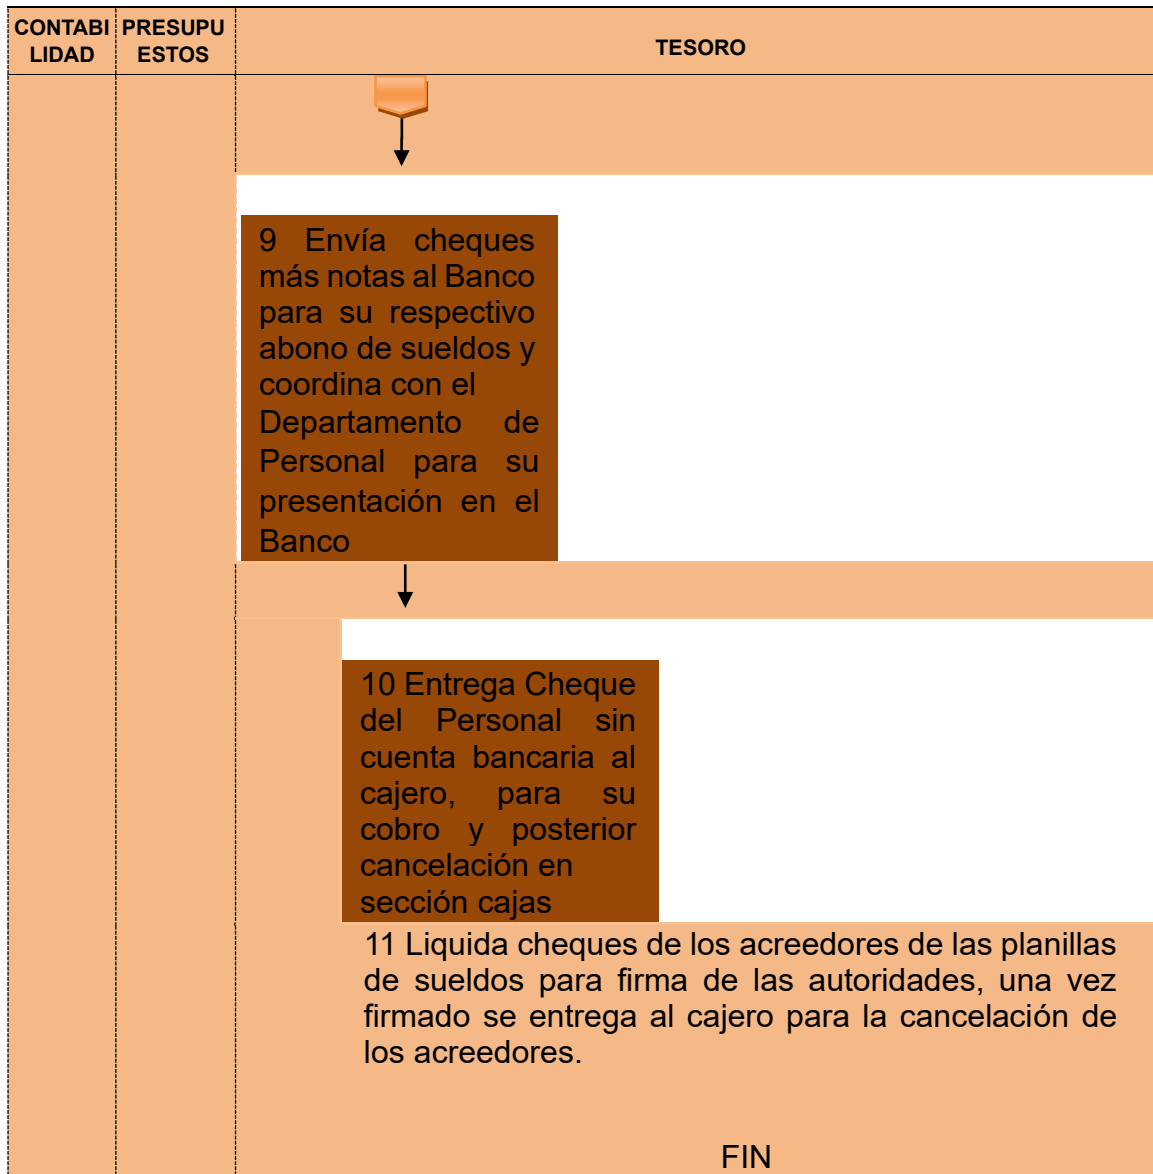 CONTABI PRESUPU
LIDAD ESTOS
TESORO
9 Envía cheques
más notas al Banco
para su respectivo
abono de sueldos y
coordina con el
Departamento de
Personal para su
presentación en el
Banco
10 Entrega Cheque
del Personal sin
cuenta bancaria al
cajero, para su
cobro y posterior
cancelación en
sección cajas
11 Liquida cheques de los acreedores de las planillas
de sueldos para firma de las autoridades, una vez
firmado se entrega al cajero para la cancelación de
los acreedores.
FIN